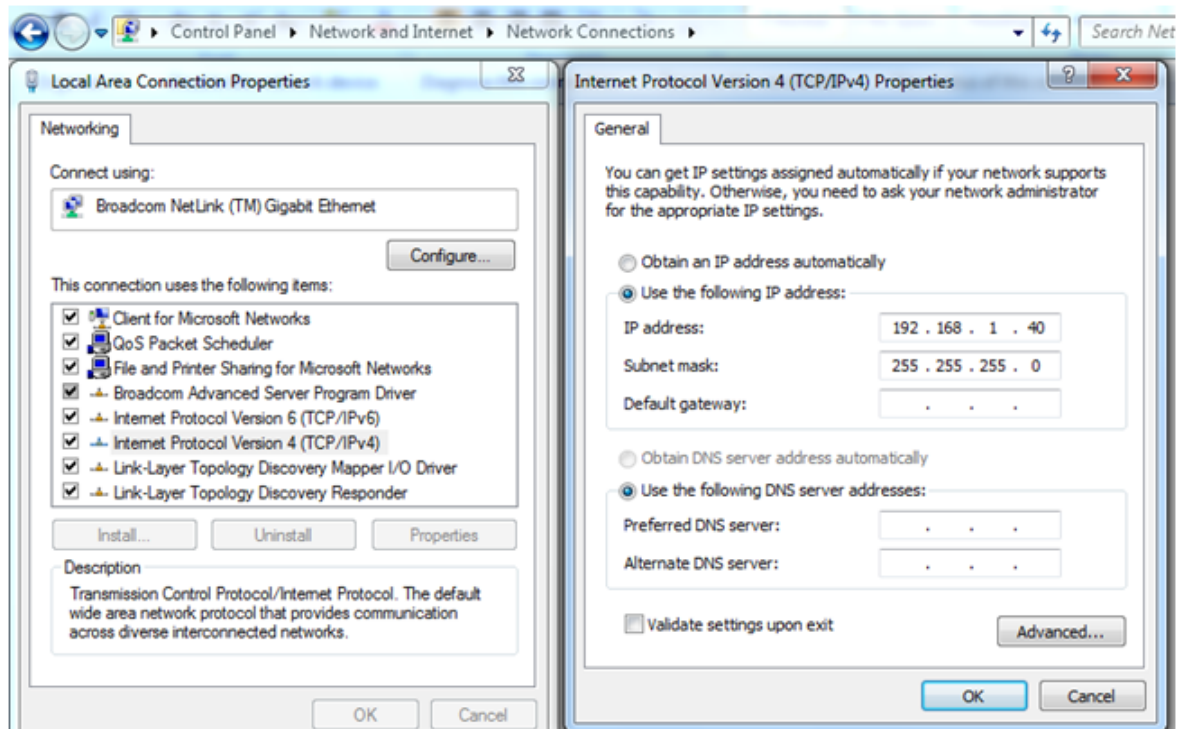 Control Panel ▸ Network and Internet ▸ Network Connections ▸
Search Net
Local Area Connection Properties
Networking
Connect using:
Broadcom NetLink (TM) Gigabit Ethernet
Configure...
This connection uses the following items:
Client for Microsoft Networks
QoS Packet Scheduler
File and Printer Sharing for Microsoft Networks
Broadcom Advanced Server Program Driver
Internet Protocol Version 6 (TCP/IPv6)
Internet Protocol Version 4 (TCP/IPv4)
Link-Layer Topology Discovery Mapper I/O Driver
Link-Layer Topology Discovery Responder
Install... Uninstall Properties
Description
Transmission Control Protocol/Internet Protocol. The default
wide area network protocol that provides communication
across diverse interconnected networks.
OK Cancel
Internet Protocol Version 4 (TCP/IPv4) Properties
General
You can get IP settings assigned automatically if your network supports
this capability. Otherwise, you need to ask your network administrator
for the appropriate IP settings.
Obtain an IP address automatically
Use the following IP address:
IP address: 192 . 168 . 1 . 40
Subnet mask: 255 . 255 . 255 . 0
Default gateway: . . .
Obtain DNS server address automatically
Use the following DNS server addresses:
Preferred DNS server: . . .
Alternate DNS server: . . .
Validate settings upon exit
Advanced...
OK Cancel